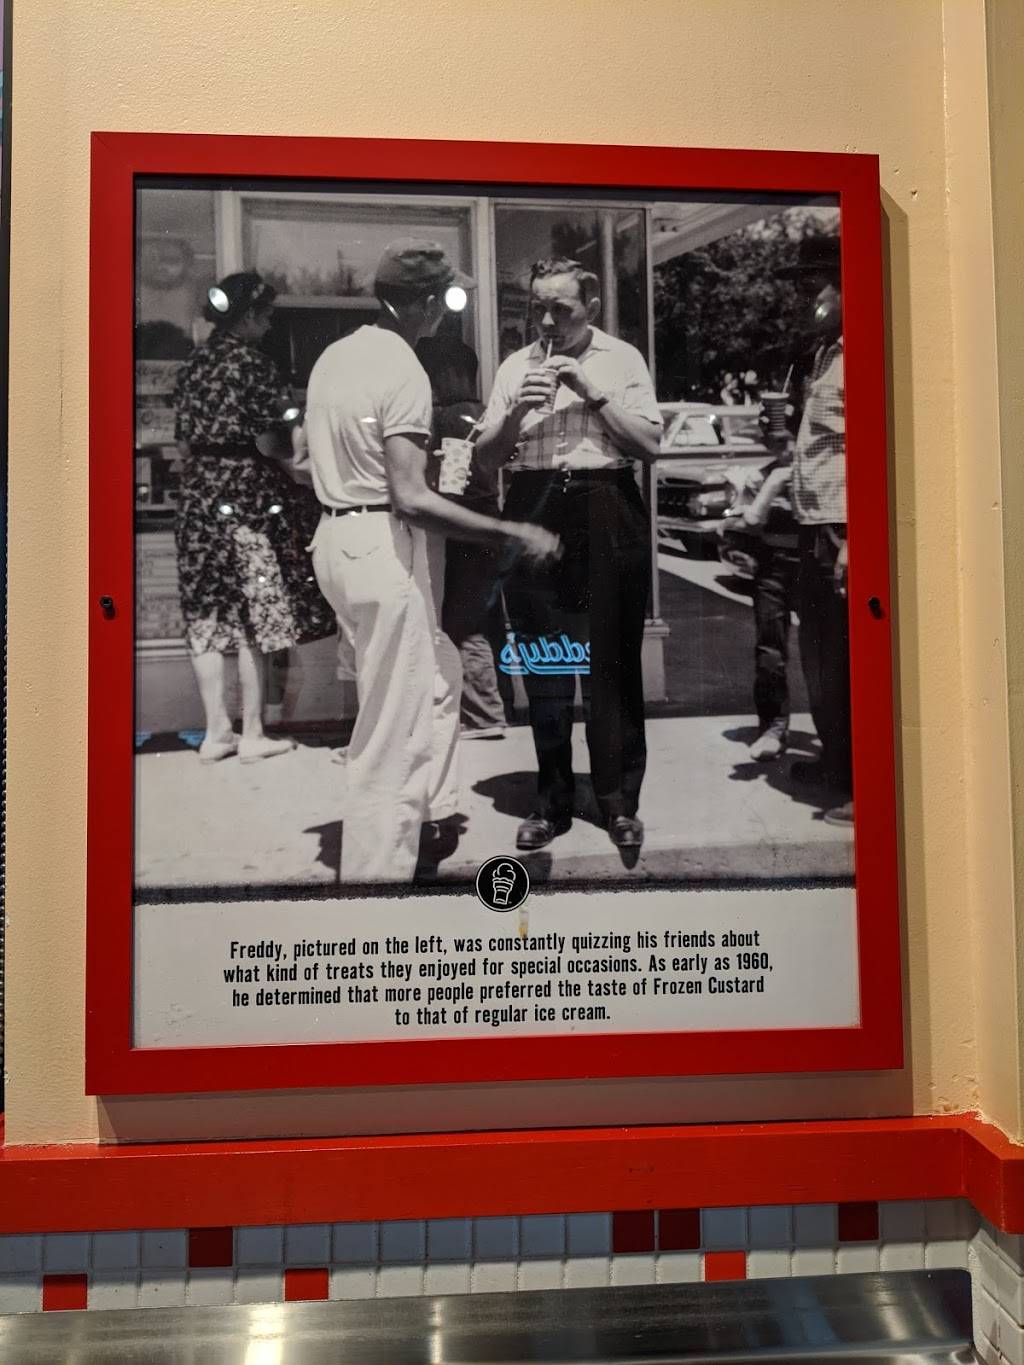 eddy's
Freddy, pictured on the left, was constantly quizzing his friends about
what kind of treats they enjoyed for special occasions. As early as 1960,
he determined that more people preferred the taste of Frozen Custard
to that of regular ice cream.